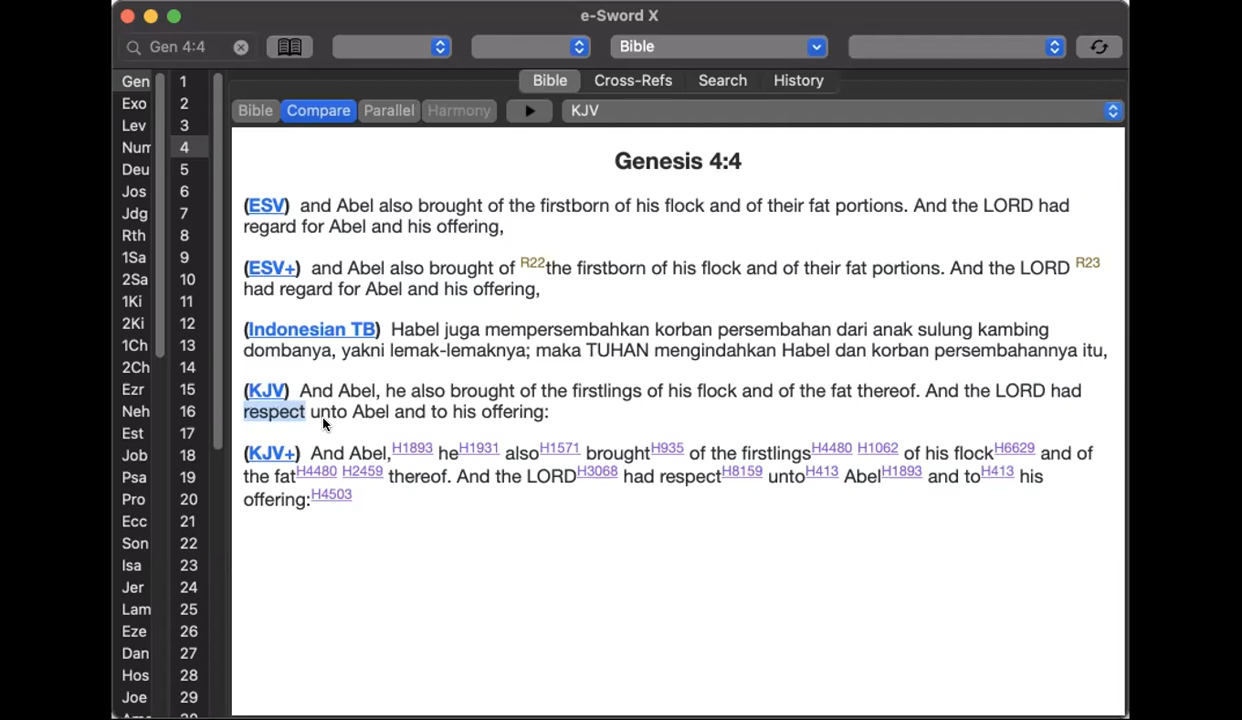 e-Sword X
Gen 4:4
Bible
Bible Cross-Refs Search History
Bible Compare Parallel Harmony
KJV
Gen
Exo
Lev
Num
Deu
Jos
Jdg
Rth
1Sa
2Sa
1Ki
2Ki
1Ch
2Ch
Ezr
Neh
Est
Job
Psa
Pro
Ecc
Son
Isa
Jer
Lam
Eze
Dan
Hos
Joe
1
2
3
4
5
6
7
8
9
10
11
12
13
14
15
16
17
18
19
20
21
22
23
24
25
26
27
28
29
Genesis 4:4
(ESV) and Abel also brought of the firstborn of his flock and of their fat portions. And the LORD had
regard for Abel and his offering,
(ESV+) and Abel also brought of R22the firstborn of his flock and of their fat portions. And the LORD R23
had regard for Abel and his offering,
(Indonesian TB) Habel juga mempersembahkan korban persembahan dari anak sulung kambing
dombanya, yakni lemak-lemaknya; maka TUHAN mengindahkan Habel dan korban persembahannya itu,
(KJV) And Abel, he also brought of the firstlings of his flock and of the fat thereof. And the LORD had
respect unto Abel and to his offering:
(KJV+) And Abel,H1893 heH1931 alsoH1571 broughtH935 of the firstlingsH4480 H1062 of his flockH6629 and of
the fatH4480 H2459 thereof. And the LORDH3068 had respectH8159 untoH413 AbelH1893 and toH413 his
offering:H4503